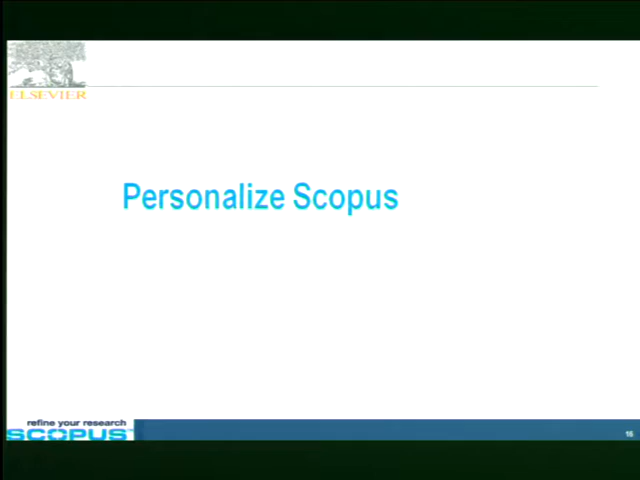 ELSEVIER
Personalize Scopus
refine your research
SCOPUS
16